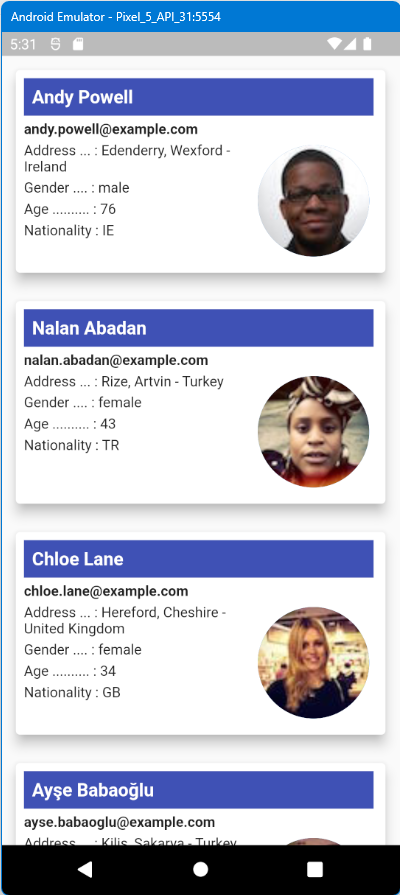 Android Emulator - Pixel_5_API_31:5554
5:31
Andy Powell
andy.powell@example.com
Address ... : Edenderry, Wexford -
Ireland
Gender .... : male
Age .......... : 76
Nationality : IE
Nalan Abadan
nalan.abadan@example.com
Address ... : Rize, Artvin - Turkey
Gender .... : female
Age .......... : 43
Nationality : TR
Chloe Lane
chloe.lane@example.com
Address ... : Hereford, Cheshire -
United Kingdom
Gender .... : female
Age .......... : 34
Nationality : GB
Ayşe Babaoğlu
ayse.babaoglu@example.com
Address ... : Kilis, Sakarya - Turkey